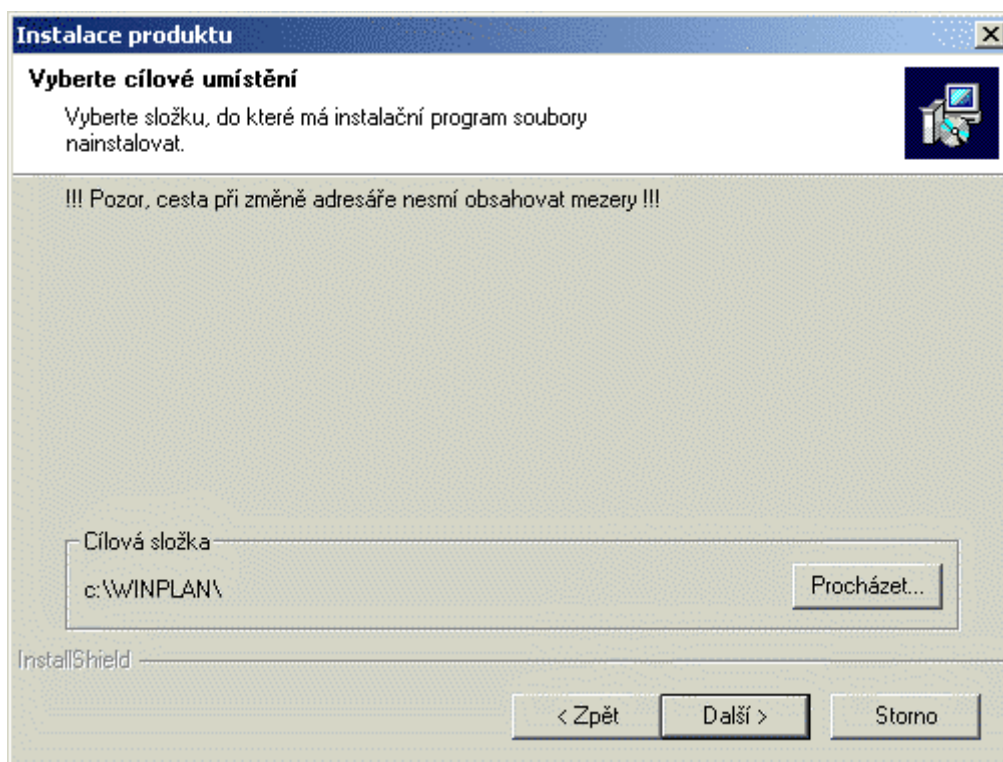 Instalace produktu
Vyberte cílové umístění
Vyberte složku, do které má instalační program soubory
nainstalovat.
!!! Pozor, cesta při změně adresáře nesmí obsahovat mezery !!!
Cílová složka
c:\WINPLAN\
Procházet...
InstallShield
< Zpět
Další >
Storno